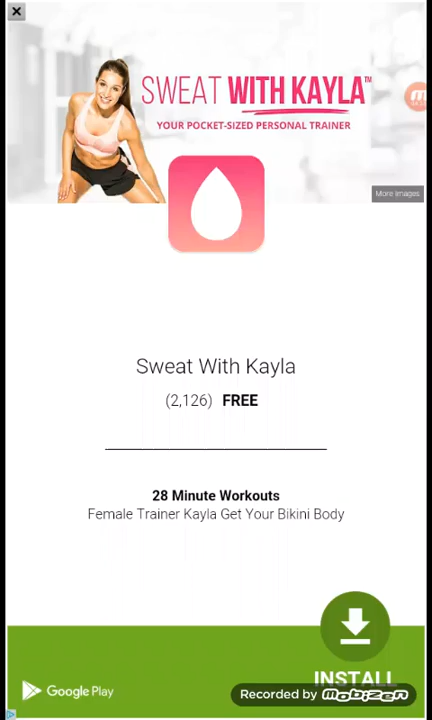 SWEAT WITH KAYLA™
YOUR POCKET-SIZED PERSONAL TRAINER
More Images
Sweat With Kayla
(2,126) FREE
28 Minute Workouts
Female Trainer Kayla Get Your Bikini Body
INSTALL
Google Play
Recorded by MOBIZEN